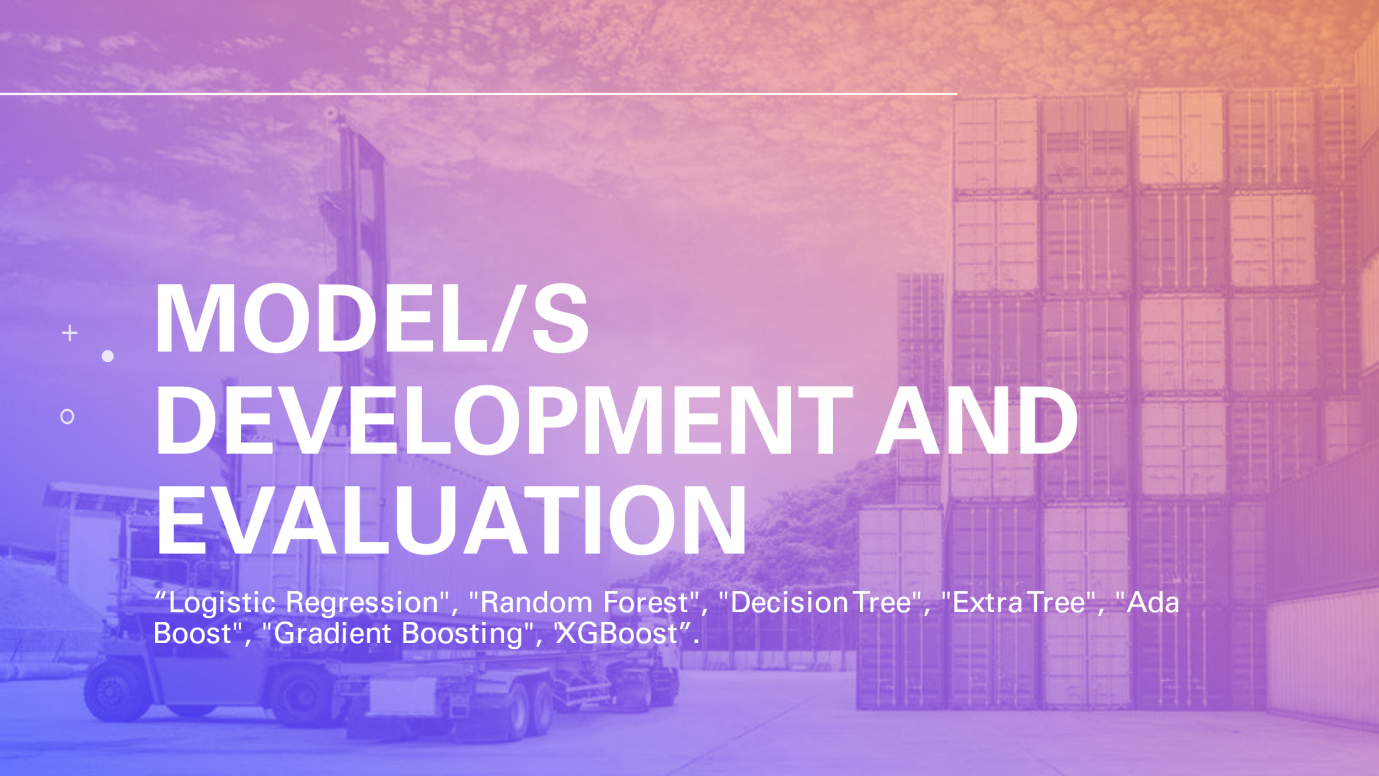 MODEL/S
DEVELOPMENT AND
EVALUATION
“Logistic Regression", "Random Forest", "Decision Tree", "Extra Tree", "Ada
Boost", "Gradient Boosting", "XGBoost”.